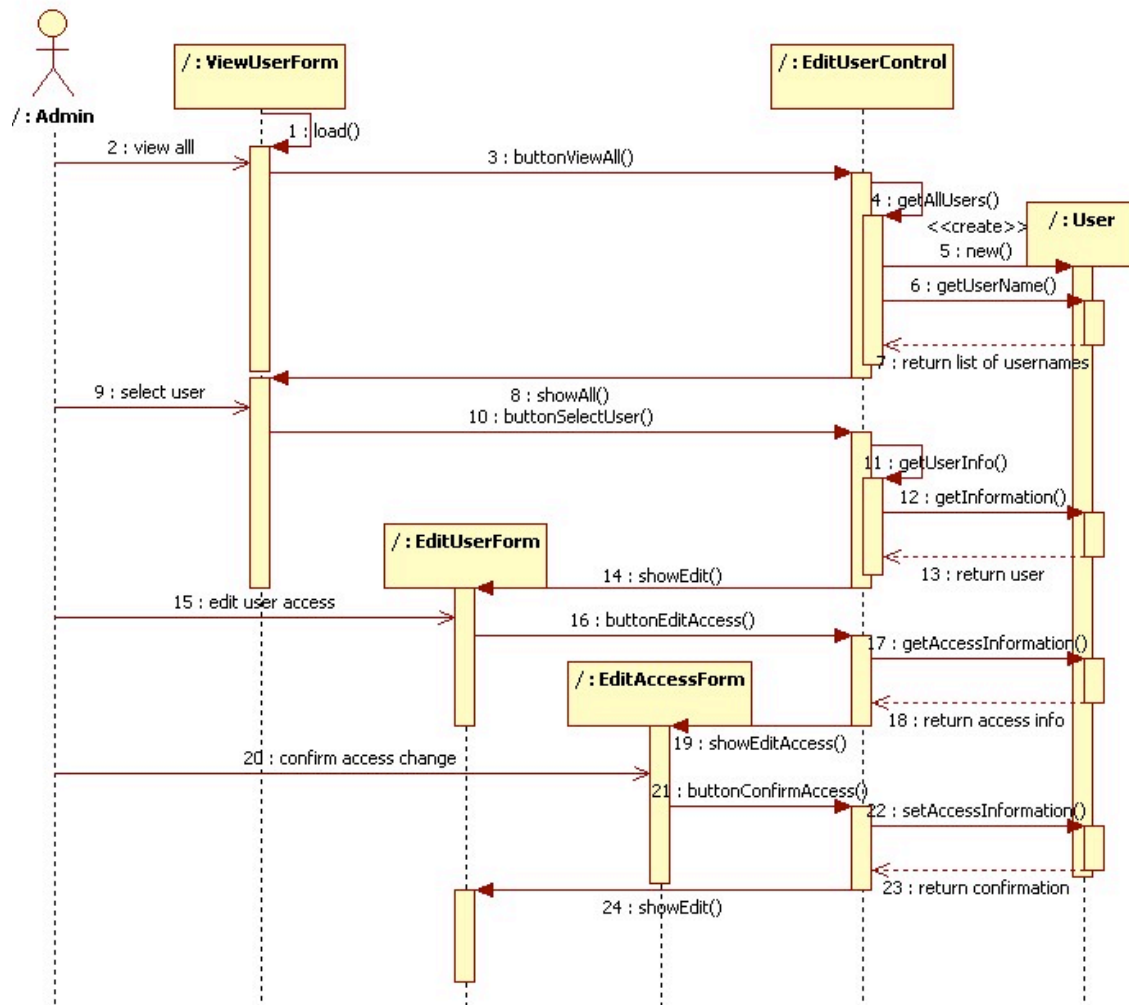 / : ViewUserForm
/ : EditUserControl
/ : Admin
1 : load()
2 : view alll
3 : buttonViewAll()
4 : getAllUsers()
<<create>>
/ : User
5 : new()
6 : getUserName()
7 : return list of usernames
8 : showAll()
9 : select user
10 : buttonSelectUser()
11 : getUserInfo()
12 : getInformation()
/ : EditUserForm
13 : return user
14 : showEdit()
15 : edit user access
16 : buttonEditAccess()
17 : getAccessInformation()
/ : EditAccessForm
18 : return access info
19 : showEditAccess()
20 : confirm access change
21 : buttonConfirmAccess()
22 : setAccessInformation()
23 : return confirmation
24 : showEdit()